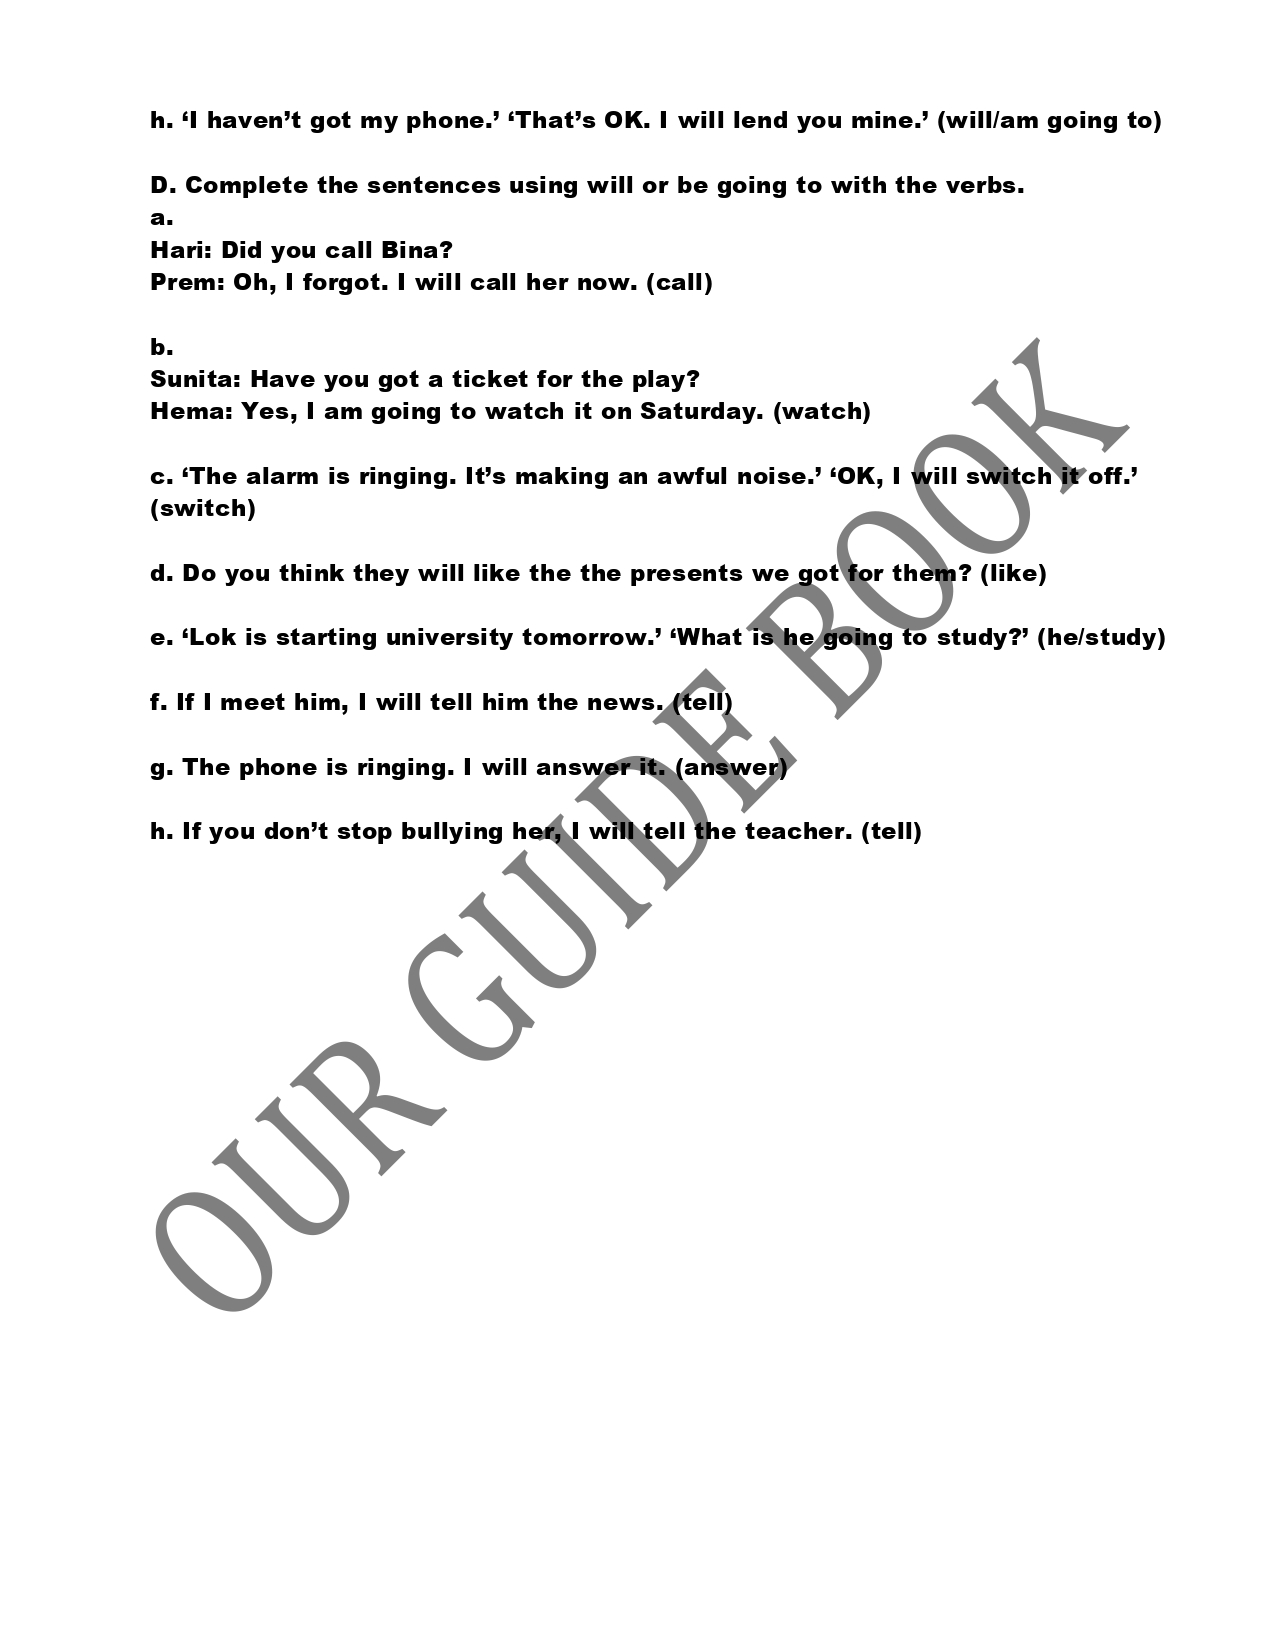 h. ‘I haven’t got my phone.’ ‘That’s OK. I will lend you mine.’ (will/am going to)
D. Complete the sentences using will or be going to with the verbs.
a.
Hari: Did you call Bina?
Prem: Oh, I forgot. I will call her now. (call)
b.
Sunita: Have you got a ticket for the play?
Hema: Yes, I am going to watch it on Saturday. (watch)
c. ‘The alarm is ringing. It’s making an awful noise.’ ‘OK, I will switch it off.’
(switch)
d. Do you think they will like the the presents we got for them? (like)
e. ‘Lok is starting university tomorrow.’ ‘What is he going to study?’ (he/study)
f. If I meet him, I will tell him the news. (tell)
g. The phone is ringing. I will answer it. (answer)
h. If you don’t stop bullying her, I will tell the teacher. (tell)
OUR GUIDE BOOK